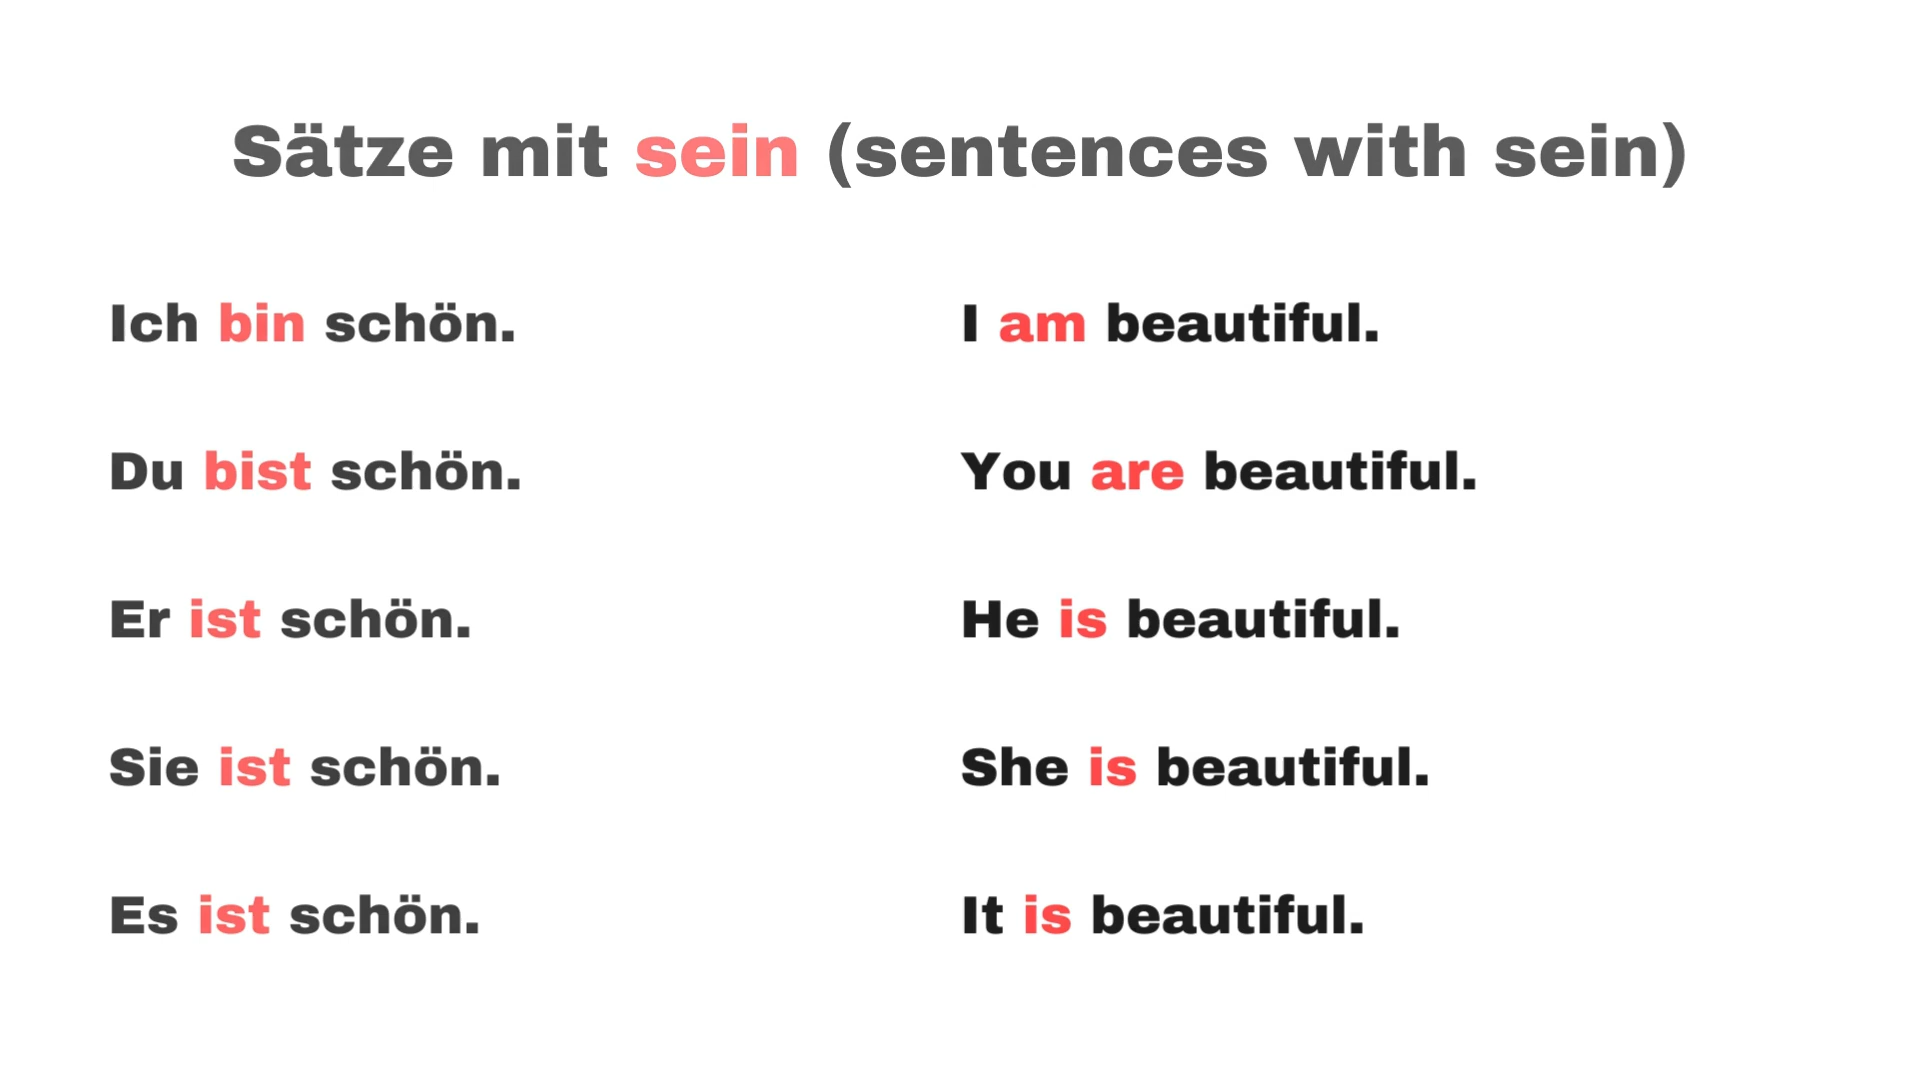 Sätze mit sein (sentences with sein)
Ich bin schön. I am beautiful.
Du bist schön. You are beautiful.
Er ist schön. He is beautiful.
Sie ist schön. She is beautiful.
Es ist schön. It is beautiful.